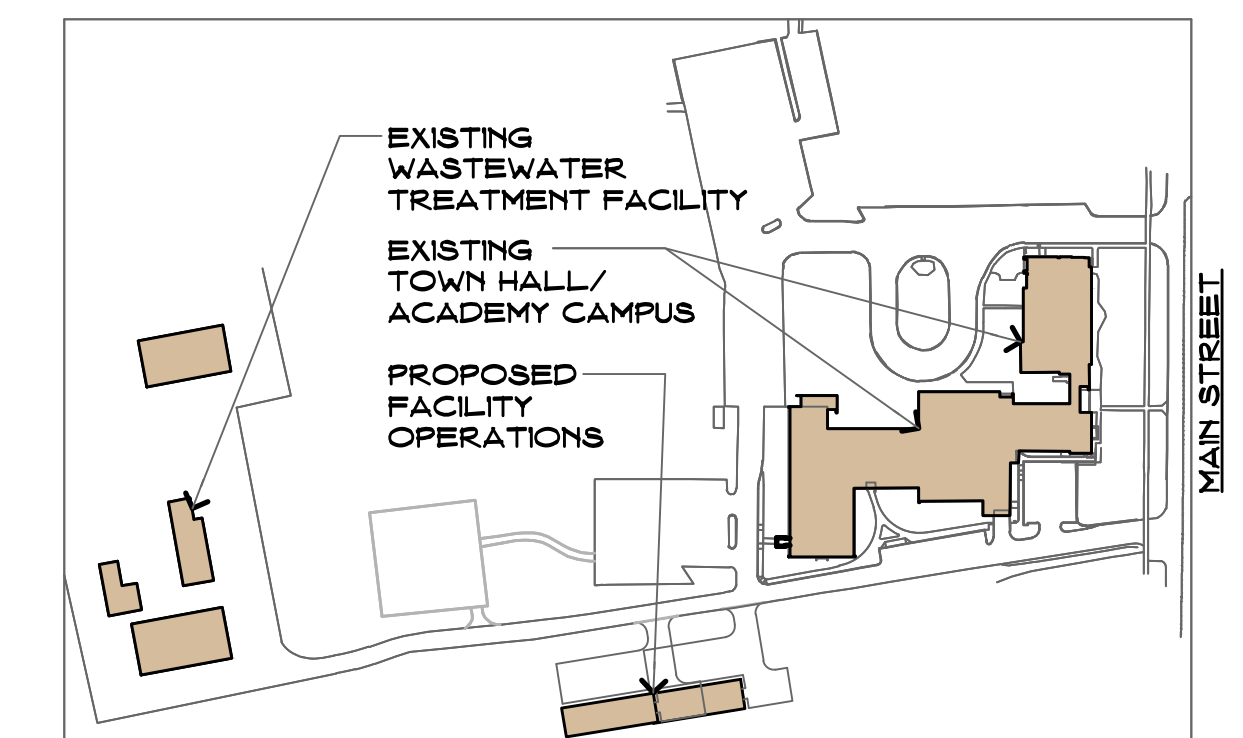 EXISTING
WASTEWATER
TREATMENT FACILITY
EXISTING
TOWN HALL/
ACADEMY CAMPUS
PROPOSED
FACILITY
OPERATIONS
MAIN STREET